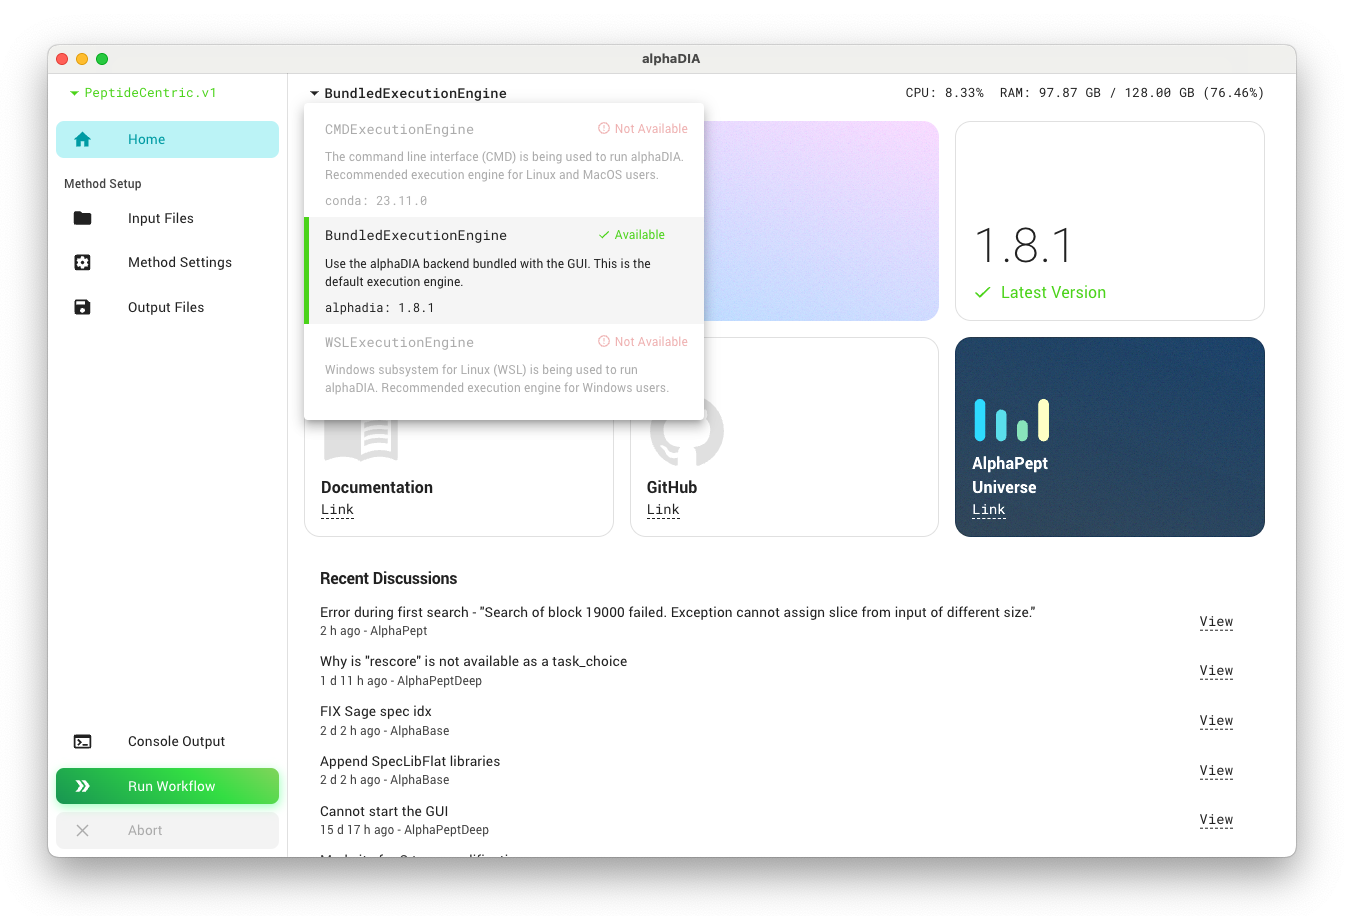 alphaDIA
PeptideCentric.v1
BundledExecutionEngine
CPU: 8.33% RAM: 97.87 GB / 128.00 GB (76.46%)
Home
Method Setup
Input Files
Method Settings
Output Files
Console Output
Run Workflow
Abort
CMDExecutionEngine
Not Available
The command line interface (CMD) is being used to run alphaDIA.
Recommended execution engine for Linux and MacOS users.
conda: 23.11.0
BundledExecutionEngine
Available
Use the alphaDIA backend bundled with the GUI. This is the
default execution engine.
alphadia: 1.8.1
WSLExecutionEngine
Not Available
Windows subsystem for Linux (WSL) is being used to run
alphaDIA. Recommended execution engine for Windows users.
1.8.1
Latest Version
Documentation
Link
GitHub
Link
AlphaPept
Universe
Link
Recent Discussions
Error during first search - "Search of block 19000 failed. Exception cannot assign slice from input of different size."
2 h ago - AlphaPept
View
Why is "rescore" is not available as a task_choice
1 d 11 h ago - AlphaPeptDeep
View
FIX Sage spec idx
2 d 2 h ago - AlphaBase
View
Append SpecLibFlat libraries
2 d 2 h ago - AlphaBase
View
Cannot start the GUI
15 d 17 h ago - AlphaPeptDeep
View